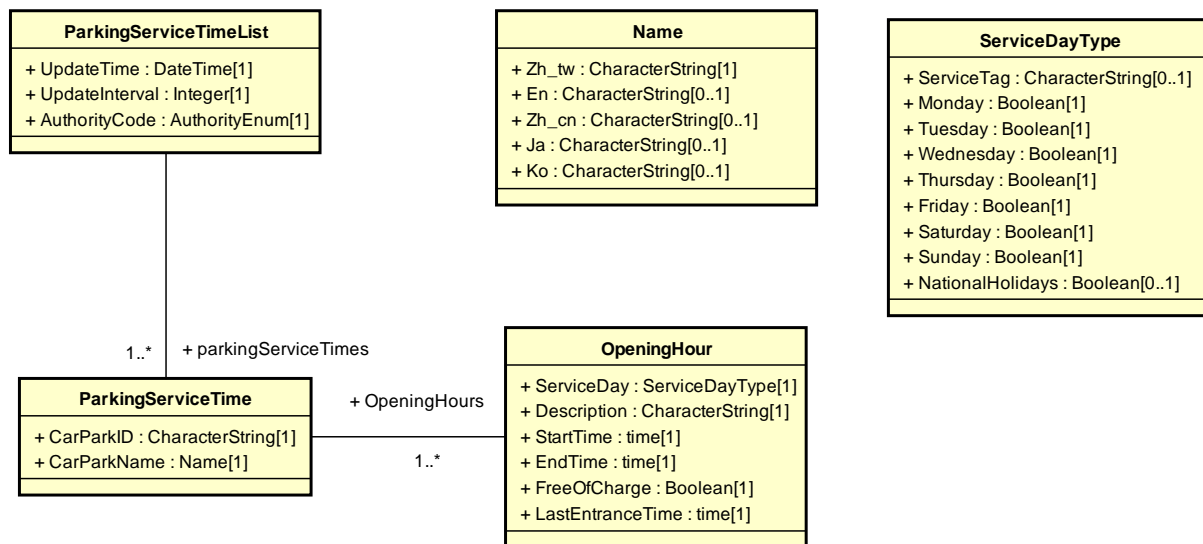 ParkingServiceTimeList
+ UpdateTime : DateTime[1]
+ UpdateInterval : Integer[1]
+ AuthorityCode : AuthorityEnum[1]
Name
+ Zh_tw : CharacterString[1]
+ En : CharacterString[0..1]
+ Zh_cn : CharacterString[0..1]
+ Ja : CharacterString[0..1]
+ Ko : CharacterString[0..1]
ServiceDayType
+ ServiceTag : CharacterString[0..1]
+ Monday : Boolean[1]
+ Tuesday : Boolean[1]
+ Wednesday : Boolean[1]
+ Thursday : Boolean[1]
+ Friday : Boolean[1]
+ Saturday : Boolean[1]
+ Sunday : Boolean[1]
+ NationalHolidays : Boolean[0..1]
1..*
+ parkingServiceTimes
ParkingServiceTime
+ CarParkID : CharacterString[1]
+ CarParkName : Name[1]
+ OpeningHours
1..*
OpeningHour
+ ServiceDay : ServiceDayType[1]
+ Description : CharacterString[1]
+ StartTime : time[1]
+ EndTime : time[1]
+ FreeOfCharge : Boolean[1]
+ LastEntranceTime : time[1]